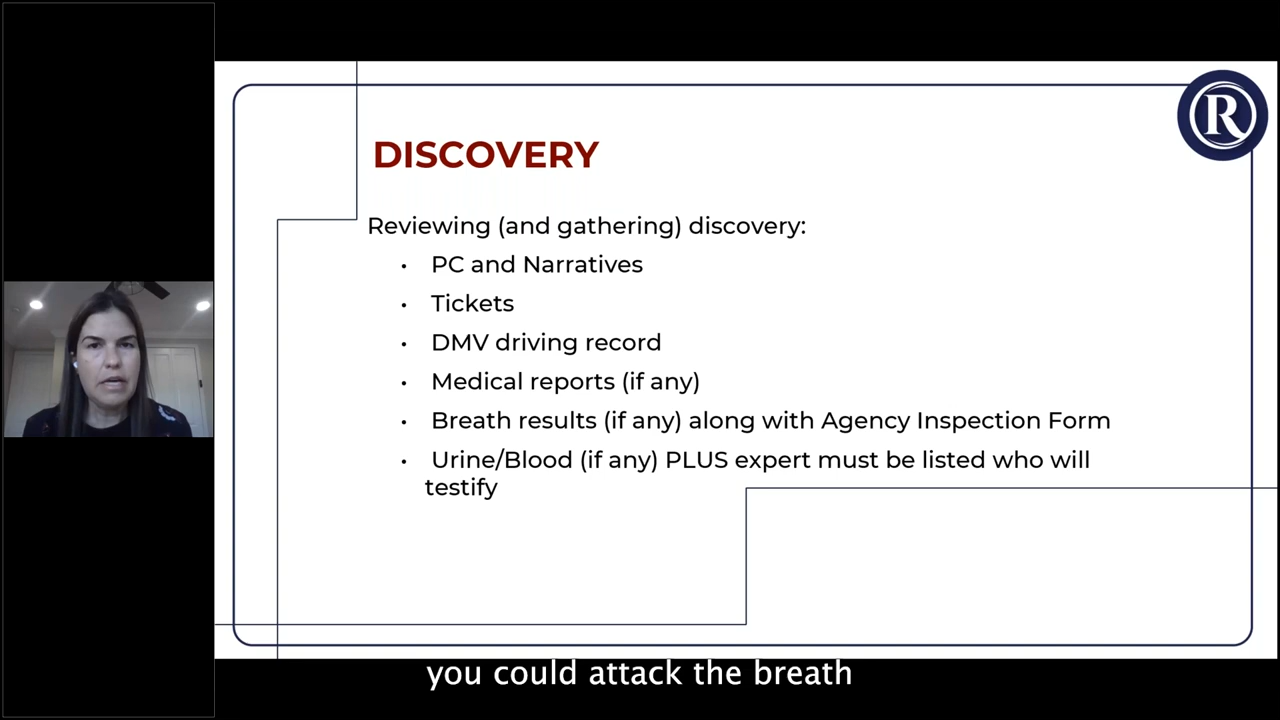 R
DISCOVERY
Reviewing (and gathering) discovery:
• PC and Narratives
• Tickets
• DMV driving record
• Medical reports (if any)
• Breath results (if any) along with Agency Inspection Form
• Urine/Blood (if any) PLUS expert must be listed who will
testify
you could attack the breath